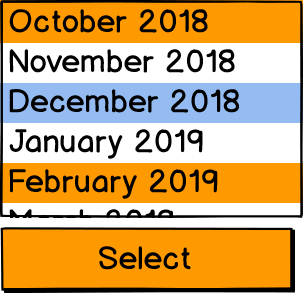 October 2018
November 2018
December 2018
January 2019
February 2019
Select